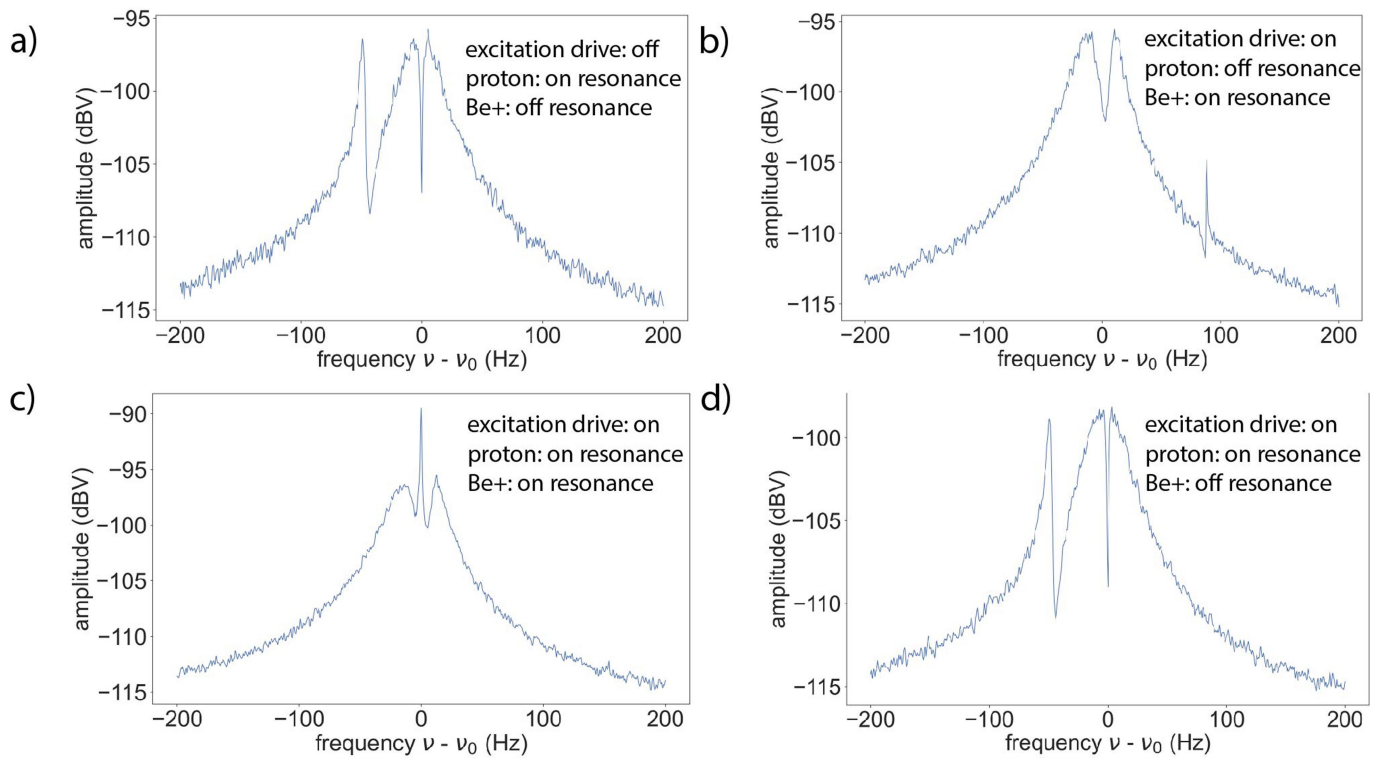 a)
−95
−100
−105
−110
−115
amplitude (dBV)
excitation drive: off
proton: on resonance
Be+: off resonance
−200
−100
0
100
200
frequency ν - ν₀ (Hz)
b)
−95
−100
−105
−110
−115
amplitude (dBV)
excitation drive: on
proton: off resonance
Be+: on resonance
−200
−100
0
100
200
frequency ν - ν₀ (Hz)
c)
−90
−95
−100
−105
−110
−115
amplitude (dBV)
excitation drive: on
proton: on resonance
Be+: on resonance
−200
−100
0
100
200
frequency ν - ν₀ (Hz)
d)
−100
−105
−110
−115
amplitude (dBV)
excitation drive: on
proton: on resonance
Be+: off resonance
−200
−100
0
100
200
frequency ν - ν₀ (Hz)